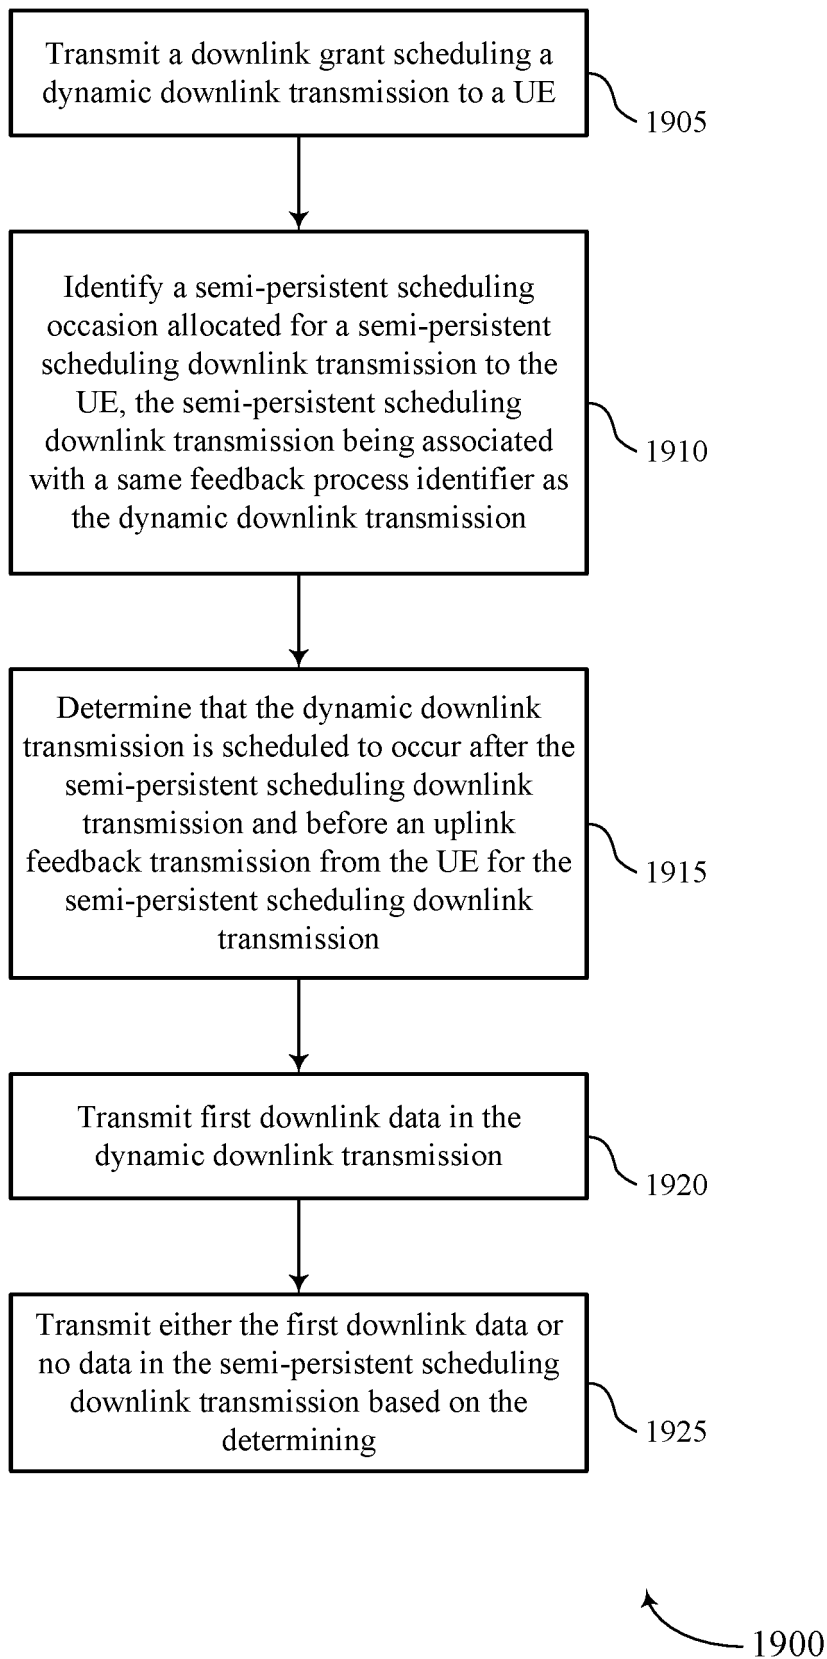 Transmit a downlink grant scheduling a
dynamic downlink transmission to a UE
1905
Identify a semi-persistent scheduling
occasion allocated for a semi-persistent
scheduling downlink transmission to the
UE, the semi-persistent scheduling
downlink transmission being associated
with a same feedback process identifier as
the dynamic downlink transmission
1910
Determine that the dynamic downlink
transmission is scheduled to occur after the
semi-persistent scheduling downlink
transmission and before an uplink
feedback transmission from the UE for the
semi-persistent scheduling downlink
transmission
1915
Transmit first downlink data in the
dynamic downlink transmission
1920
Transmit either the first downlink data or
no data in the semi-persistent scheduling
downlink transmission based on the
determining
1925
1900